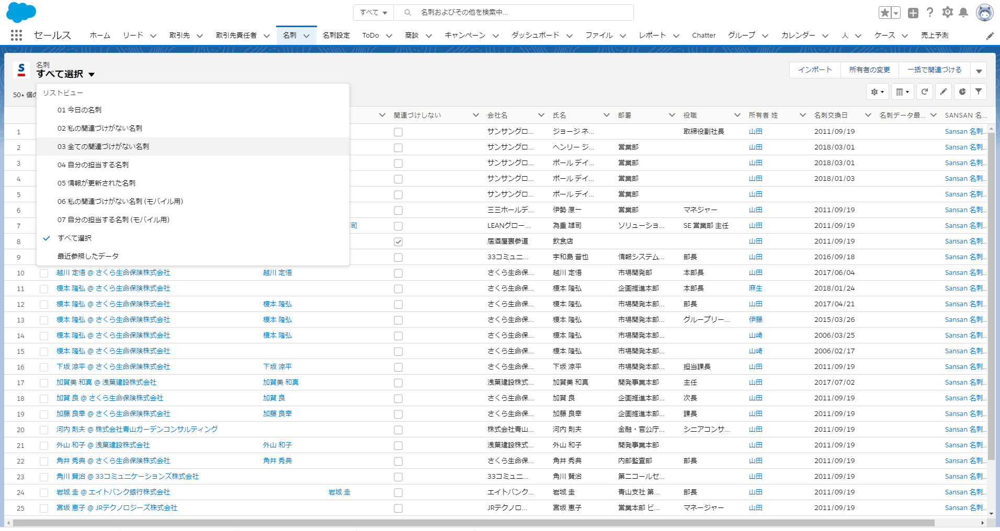 すべて 名刺およびその他を検索中...
セールス ホーム リード 取引先 取引先責任者 名刺 名刺設定 ToDo 商談 キャンペーン ダッシュボード ファイル レポート Chatter グループ カレンダー 人 ケース 売上予測
S 名刺
すべて選択
インポート 所有者の変更 一括で関連づける
50+ 個の
リストビュー
01 今日の名刺
02 私の関連づけがない名刺
03 全ての関連づけがない名刺
04 自分の担当する名刺
05 情報が更新された名刺
06 私の関連づけがない名刺 (モバイル用)
07 自分の担当する名刺 (モバイル用)
すべて選択
最近参照したデータ
関連づけしない 会社名 氏名 部署 役職 所有者 姓 名刺交換日 名刺データ最... SANSAN 名...
1 サンサングロ... ジョージ ネ... 取締役副社長 山田 2011/09/19 Sansan 名刺...
2 サンサングロ... ヘンリー ジ... 営業部 山田 2018/03/01 Sansan 名刺...
3 サンサングロ... ポール デイ... 営業部 山田 2018/03/01 Sansan 名刺...
4 サンサングロ... ポール デイ... 営業部 山田 2018/01/03 Sansan 名刺...
5 サンサングロ... ポール デイ... 営業部 山田 Sansan 名刺...
6 三三ホールデ... 伊勢 原一 営業部 マネジャー 山田 2011/09/19 Sansan 名刺...
7 司 LEANグロー... 為重 雄司 ソリューショ... SE 営業部 主任 山田 2011/09/19 Sansan 名刺...
8 居酒屋裏参道 飲食店 山田 2011/09/19 Sansan 名刺...
9 33コミュニ... 宇和島 晋也 情報システム... 部長 山田 2016/09/18 Sansan 名刺...
10 越川 定悟 @ さくら生命保険株式会社 越川 定悟 さくら生命保... 越川 定悟 市場開発部 本部長 山田 2017/06/04 Sansan 名刺...
11 榎本 隆弘 @ さくら生命保険株式会社 さくら生命保... 榎本 隆弘 企画推進本部 本部長 麻生 2018/01/24 Sansan 名刺...
12 榎本 隆弘 @ さくら生命保険株式会社 榎本 隆弘 さくら生命保... 榎本 隆弘 市場開発本部... 部長 山田 2017/04/21 Sansan 名刺...
13 榎本 隆弘 @ さくら生命保険株式会社 榎本 隆弘 さくら生命保... 榎本 隆弘 市場開発本部... グループリー... 伊藤 2015/03/26 Sansan 名刺...
14 榎本 隆弘 @ さくら生命保険株式会社 榎本 隆弘 さくら生命保... 榎本 隆弘 市場開発本部... 山崎 2006/03/25 Sansan 名刺...
15 榎本 隆弘 @ さくら生命保険株式会社 さくら生命保... 榎本 隆弘 市場開発本部... 山崎 2006/02/17 Sansan 名刺...
16 下坂 涼平 @ さくら生命保険株式会社 下坂 涼平 さくら生命保... 下坂 涼平 市場開発本部... 担当課長 山田 2011/09/19 Sansan 名刺...
17 加賀美 和真 @ 浅葉建設株式会社 加賀美 和真 浅葉建設株式... 加賀美 和真 開発事業本部 主任 山田 2017/07/02 Sansan 名刺...
18 加賀 良 @ さくら生命保険株式会社 加賀 良 さくら生命保... 加賀 良 企画推進本部... 次長 山田 2011/09/19 Sansan 名刺...
19 加藤 良幸 @ さくら生命保険株式会社 加藤 良幸 さくら生命保... 加藤 良幸 企画推進本部... 課長 山田 2011/09/19 Sansan 名刺...
20 河内 則夫 @ 株式会社青山ガーデンコンサルティング 株式会社青山... 河内 則夫 金融・官公庁... シニアコンサ... 山田 2011/09/19 Sansan 名刺...
21 外山 和子 @ 浅葉建設株式会社 外山 和子 浅葉建設株式... 外山 和子 開発事業本部 山田 2011/09/19 Sansan 名刺...
22 角井 秀典 @ さくら生命保険株式会社 角井 秀典 さくら生命保... 角井 秀典 内部監査部 部長 山田 2011/09/19 Sansan 名刺...
23 角川 賢治 @ 33コミュニケーションズ株式会社 33コミュニ... 角川 賢治 第二コールセ... 山田 2011/09/19 Sansan 名刺...
24 岩城 圭 @ エイトバンク銀行株式会社 岩城 圭 エイトバンク... 岩城 圭 青山支社 第... 部長 山田 2011/09/19 Sansan 名刺...
25 宮坂 恵子 @ JRテクノロジーズ株式会社 JRテクノロ... 宮坂 恵子 営業本部 ビ... マネージャー 山田 2011/09/19 Sansan 名刺...